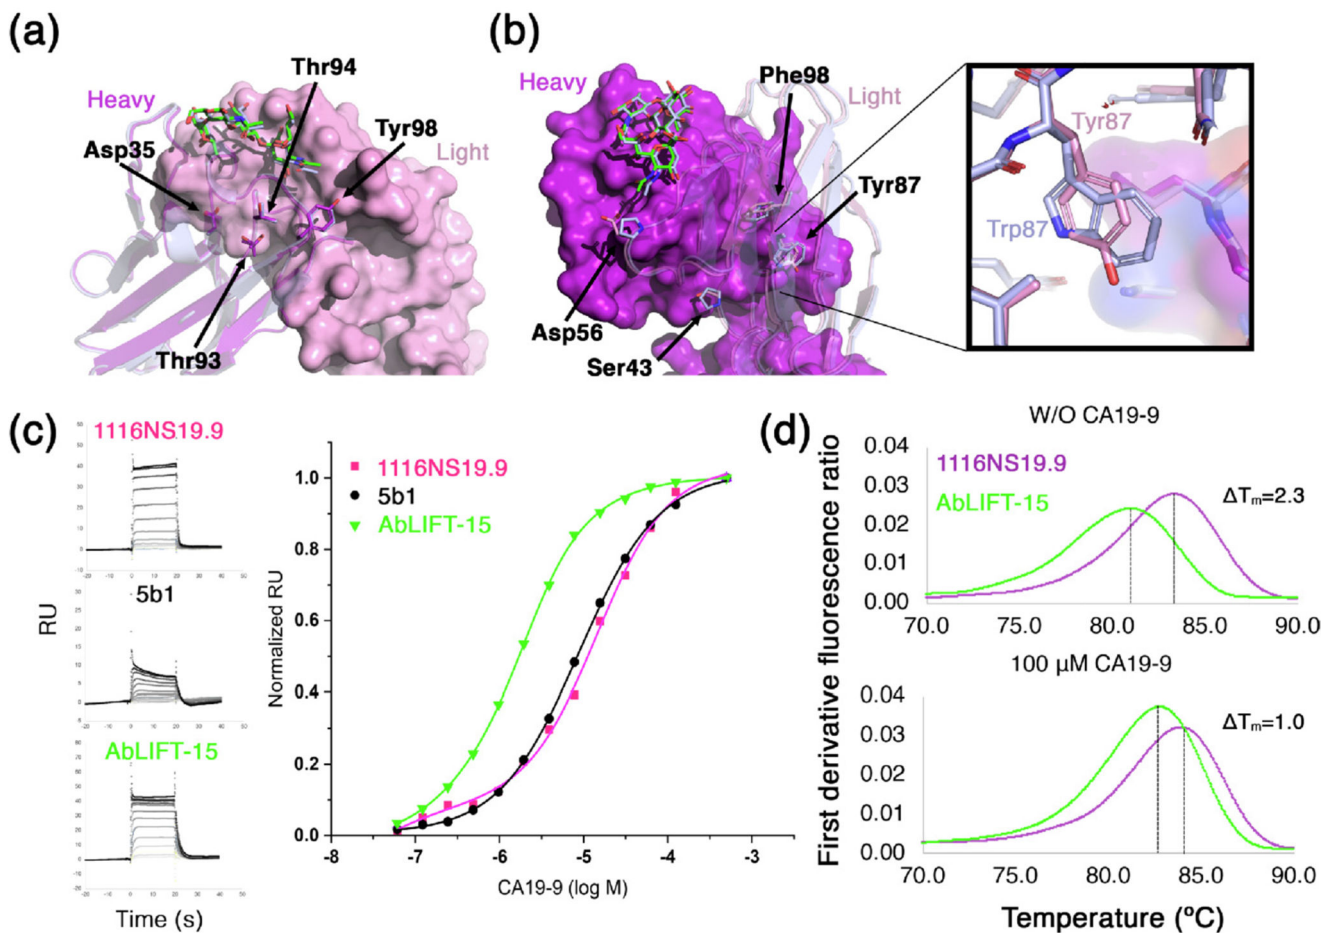 (a)
Heavy
Thr94
Asp35
Tyr98
Light
Thr93
(b)
Heavy
Phe98
Light
Tyr87
Asp56
Ser43
Tyr87
Trp87
(c)
1116NS19.9
5b1
AbLIFT-15
RU
Time (s)
1116NS19.9
5b1
AbLIFT-15
Normalized RU
1.0
0.8
0.6
0.4
0.2
0.0
-8 -7 -6 -5 -4 -3
CA19-9 (log M)
(d)
W/O CA19-9
First derivative fluorescence ratio
0.04
0.03
0.02
0.01
0.00
1116NS19.9
AbLIFT-15
ΔTm=2.3
70.0 75.0 80.0 85.0 90.0
100 µM CA19-9
0.04
0.03
0.02
0.01
0.00
ΔTm=1.0
70.0 75.0 80.0 85.0 90.0
Temperature (ºC)